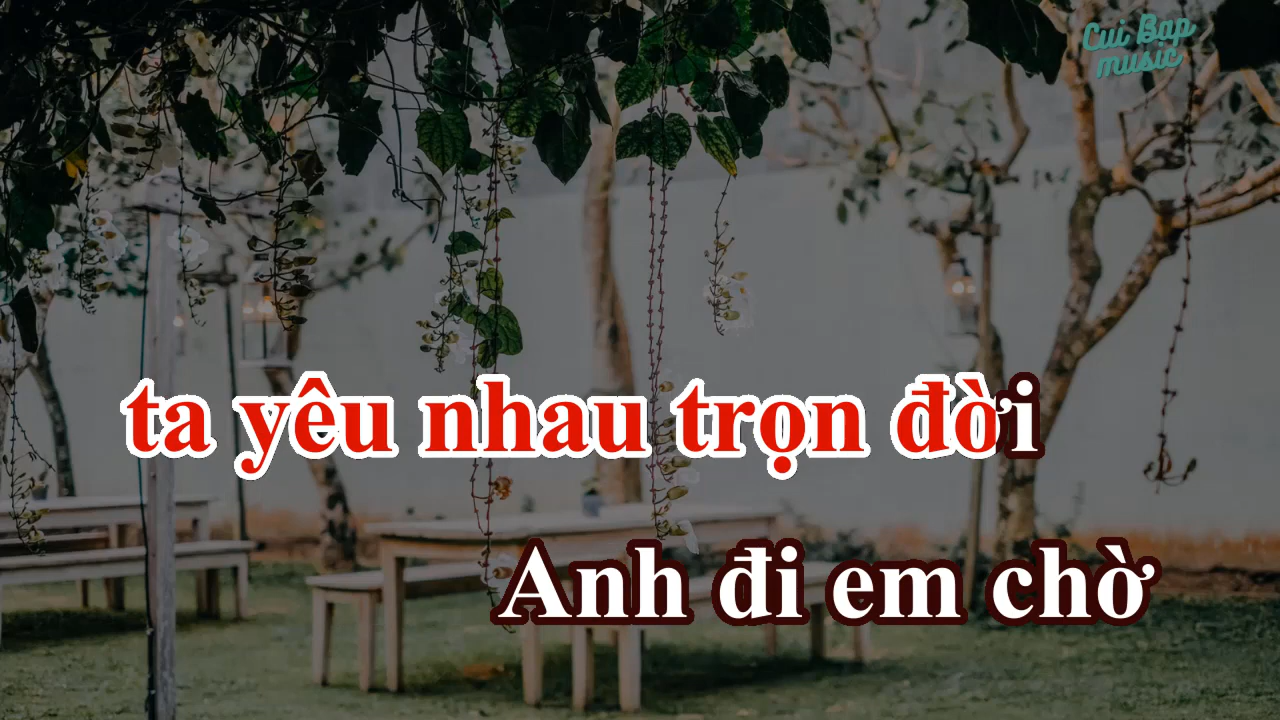 Cui Bap
music
ta yêu nhau trọn đời
Anh đi em chờ